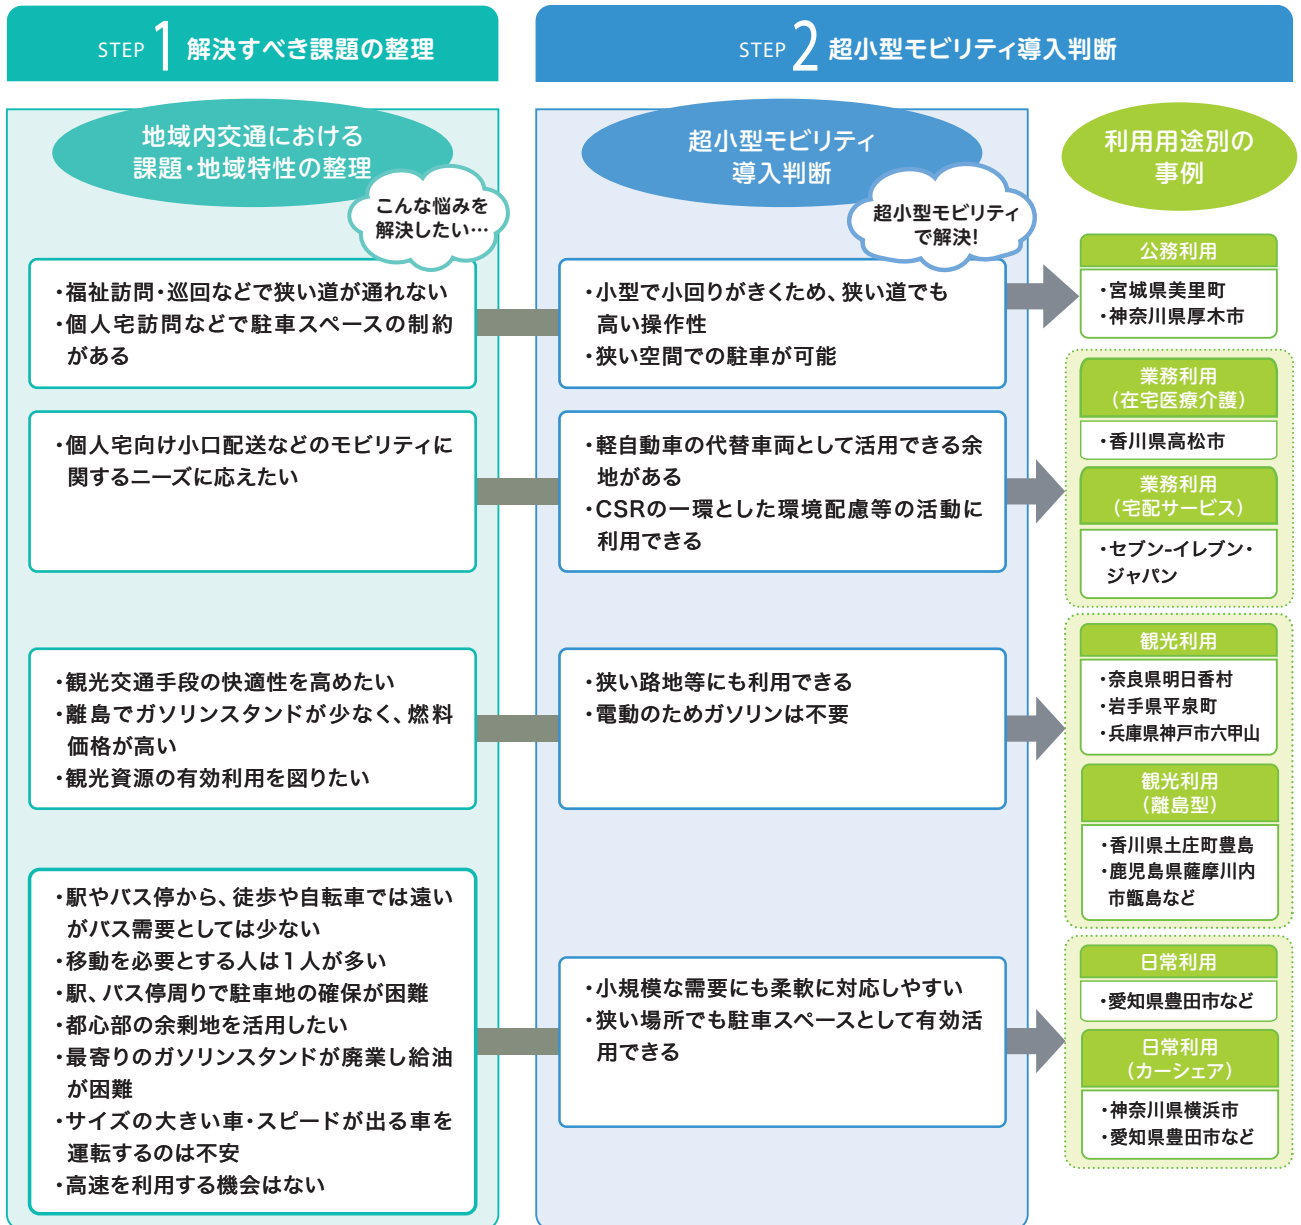 STEP 1 解決すべき課題の整理
STEP 2 超小型モビリティ導入判断
地域内交通における
課題・地域特性の整理
こんな悩みを
解決したい…
超小型モビリティ
導入判断
超小型モビリティ
で解決!
利用用途別の
事例
・福祉訪問・巡回などで狭い道が通れない
・個人宅訪問などで駐車スペースの制約
がある
・小型で小回りがきくため、狭い道でも
高い操作性
・狭い空間での駐車が可能
公務利用
・宮城県美里町
・神奈川県厚木市
・個人宅向け小口配送などのモビリティに
関するニーズに応えたい
・軽自動車の代替車両として活用できる余
地がある
・CSRの一環とした環境配慮等の活動に
利用できる
業務利用
(在宅医療介護)
・香川県高松市
業務利用
(宅配サービス)
・セブン-イレブン・
ジャパン
・観光交通手段の快適性を高めたい
・離島でガソリンスタンドが少なく、燃料
価格が高い
・観光資源の有効利用を図りたい
・狭い路地等にも利用できる
・電動のためガソリンは不要
観光利用
・奈良県明日香村
・岩手県平泉町
・兵庫県神戸市六甲山
観光利用
(離島型)
・香川県土庄町豊島
・鹿児島県薩摩川内
市甑島など
・駅やバス停から、徒歩や自転車では遠い
がバス需要としては少ない
・移動を必要とする人は1人が多い
・駅、バス停周りで駐車地の確保が困難
・都心部の余剰地を活用したい
・最寄りのガソリンスタンドが廃業し給油
が困難
・サイズの大きい車・スピードが出る車を
運転するのは不安
・高速を利用する機会はない
・小規模な需要にも柔軟に対応しやすい
・狭い場所でも駐車スペースとして有効活
用できる
日常利用
・愛知県豊田市など
日常利用
(カーシェア)
・神奈川県横浜市
・愛知県豊田市など